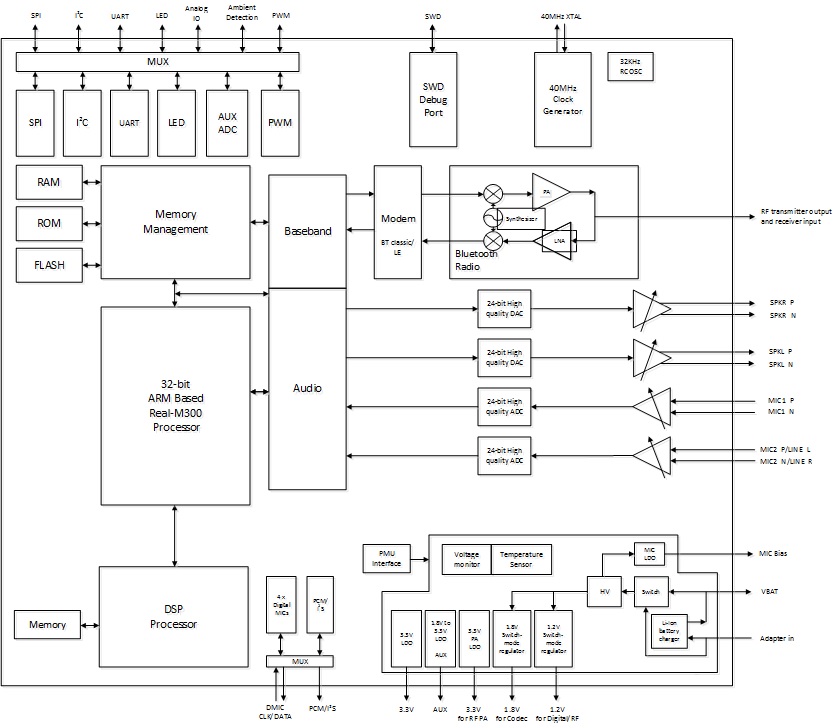 SPI
I²C
UART
LED
Analog
IO
Ambient
Detection
PWM
SWD
40MHz XTAL
MUX
32KHz
RCOSC
SPI
I²C
UART
LED
AUX
ADC
PWM
SWD
Debug
Port
40MHz
Clock
Generator
RAM
ROM
FLASH
Memory
Management
Baseband
Modem
BT classic/
LE
PA
Synthesizer
LNA
Bluetooth
Radio
RF transmitter output
and receiver input
32-bit
ARM Based
Real-M300
Processor
Audio
24-bit High
quality DAC
SPKR P
SPKR N
24-bit High
quality DAC
SPKL P
SPKL N
24-bit High
quality ADC
MIC1 P
MIC1 N
24-bit High
quality ADC
MIC2 P/LINE L
MIC2 N/LINE R
PMU
Interface
Voltage
monitor
Temperature
Sensor
MIC
LDO
MIC Bias
HV
Switch
VBAT
Li-ion
battery
charger
Adapter in
Memory
DSP
Processor
4 x
Digital
MICs
PCM/
I²S
MUX
DMIC
CLK/DATA
PCM/I²S
3.3V
LDO
1.8V to
3.3V
LDO
AUX
3.3V
PA
LDO
1.8V
Switch-
mode
regulator
1.2V
Switch-
mode
regulator
3.3V
AUX
3.3V
for RF PA
1.8V
for Codec
1.2V
for Digital/RF